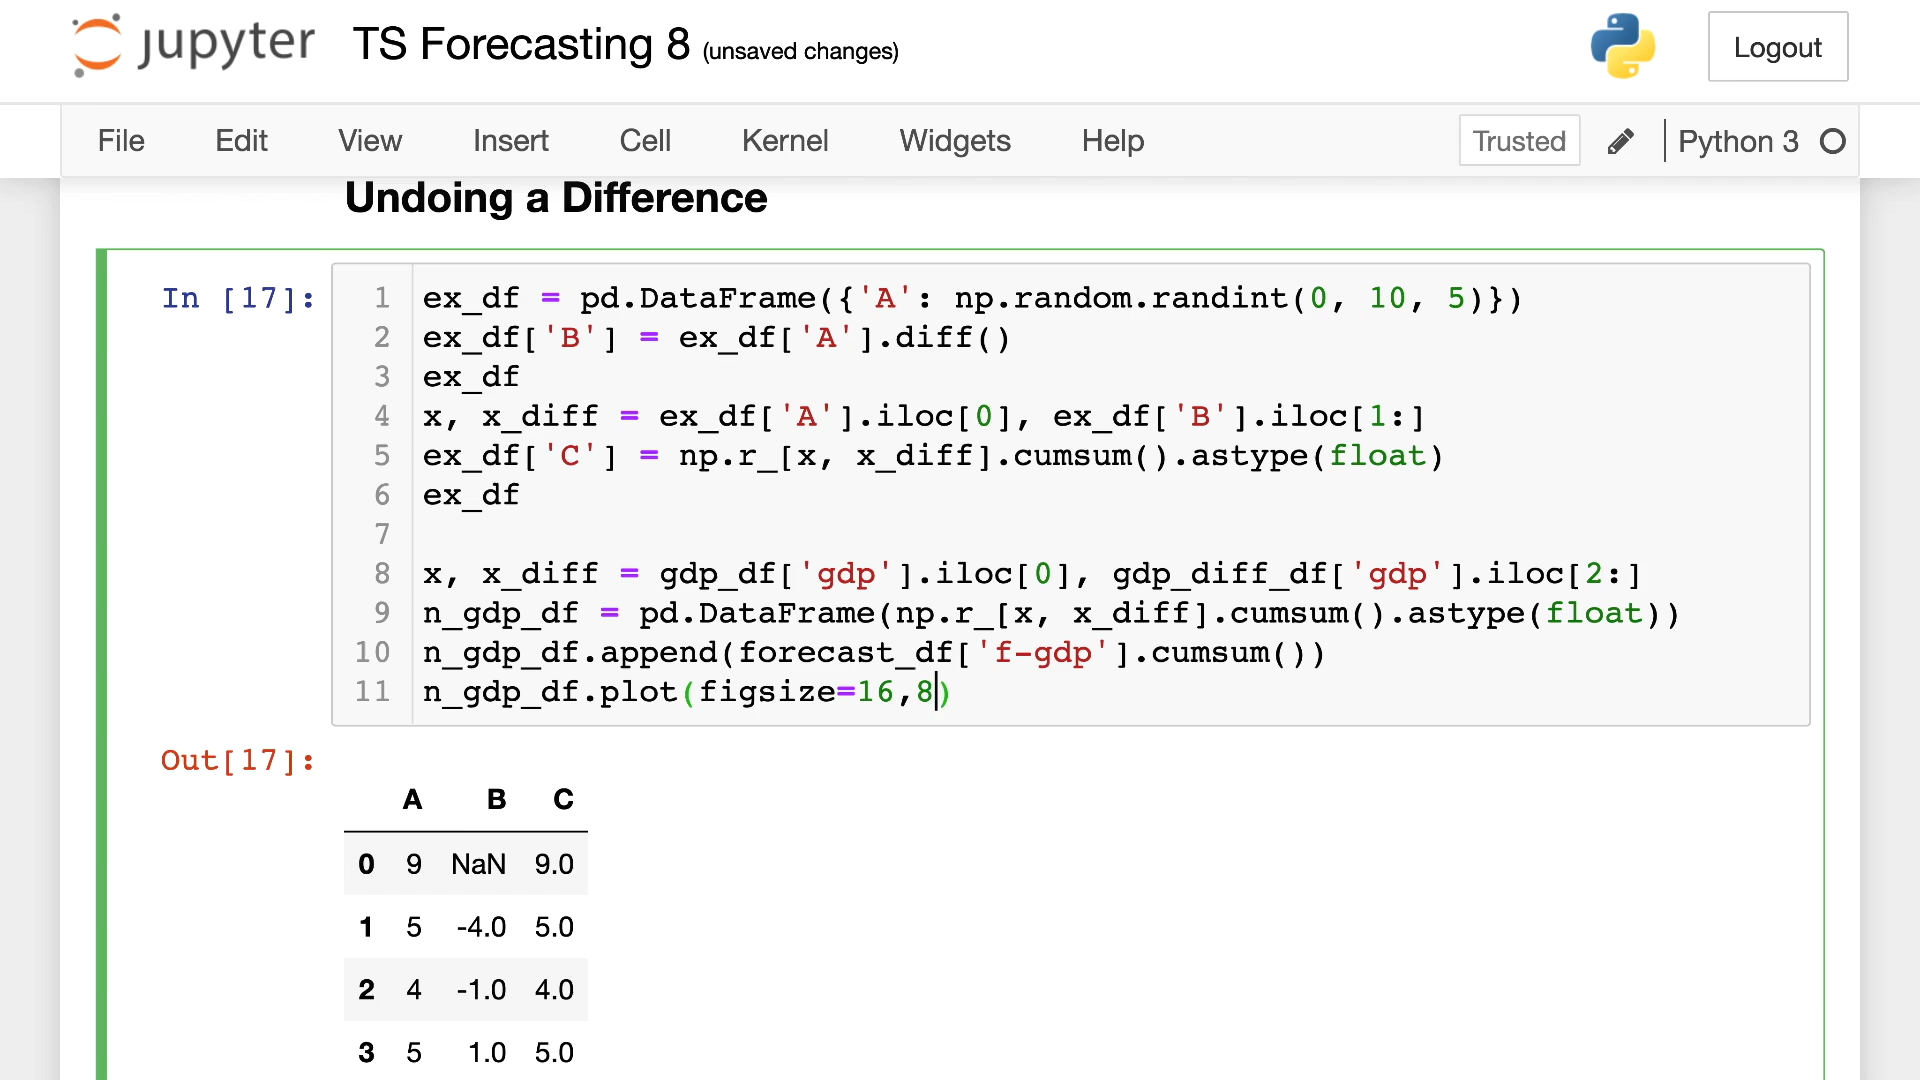 jupyter TS Forecasting 8 (unsaved changes) Logout
File Edit View Insert Cell Kernel Widgets Help Trusted Python 3
Undoing a Difference
In [17]:
1 ex_df = pd.DataFrame({'A': np.random.randint(0, 10, 5)})
2 ex_df['B'] = ex_df['A'].diff()
3 ex_df
4 x, x_diff = ex_df['A'].iloc[0], ex_df['B'].iloc[1:]
5 ex_df['C'] = np.r_[x, x_diff].cumsum().astype(float)
6 ex_df
7
8 x, x_diff = gdp_df['gdp'].iloc[0], gdp_diff_df['gdp'].iloc[2:]
9 n_gdp_df = pd.DataFrame(np.r_[x, x_diff].cumsum().astype(float))
10 n_gdp_df.append(forecast_df['f-gdp'].cumsum())
11 n_gdp_df.plot(figsize=16,8)
Out[17]:
A B C
0 9 NaN 9.0
1 5 -4.0 5.0
2 4 -1.0 4.0
3 5 1.0 5.0